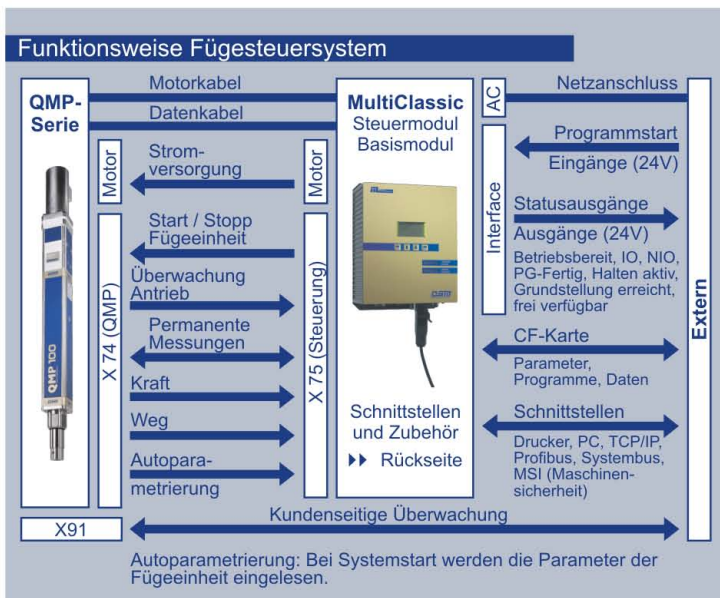 Funktionsweise Fügesteuersystem
QMP-
Serie
QMP 100
Motorkabel
Datenkabel
Motor
Strom-
versorgung
Motor
X 74 (QMP)
Start / Stopp
Fügeeinheit
Überwachung
Antrieb
Permanente
Messungen
Kraft
Weg
Autopara-
metrierung
X 75 (Steuerung)
MultiClassic
Steuermodul
Basismodul
Schnittstellen
und Zubehör
Rückseite
AC
Netzanschluss
Interface
Programmstart
Eingänge (24V)
Statusausgänge
Ausgänge (24V)
Betriebsbereit, IO, NIO,
PG-Fertig, Halten aktiv,
Grundstellung erreicht,
frei verfügbar
CF-Karte
Parameter,
Programme, Daten
Schnittstellen
Drucker, PC, TCP/IP,
Profibus, Systembus,
MSI (Maschinen-
sicherheit)
Extern
X91
Kundenseitige Überwachung
Autoparametrierung: Bei Systemstart werden die Parameter der
Fügeeinheit eingelesen.